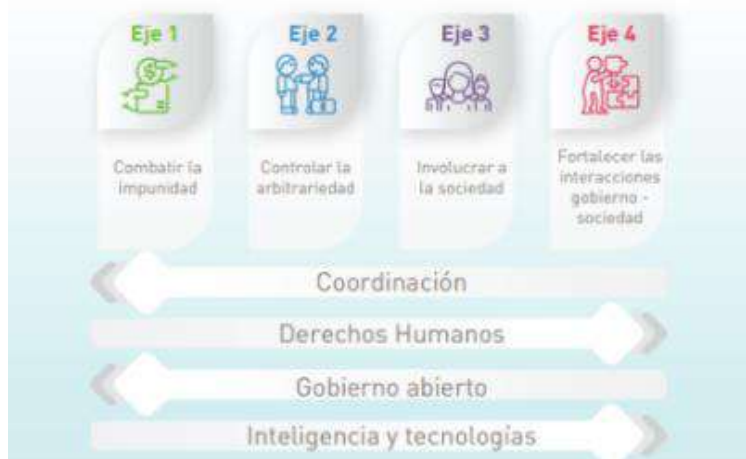 Eje 1
Eje 2
Eje 3
Eje 4
Combatir la
impunidad
Controlar la
arbitrariedad
Involucrar a
la sociedad
Fortalecer las
interacciones
gobierno -
sociedad
Coordinación
Derechos Humanos
Gobierno abierto
Inteligencia y tecnologías